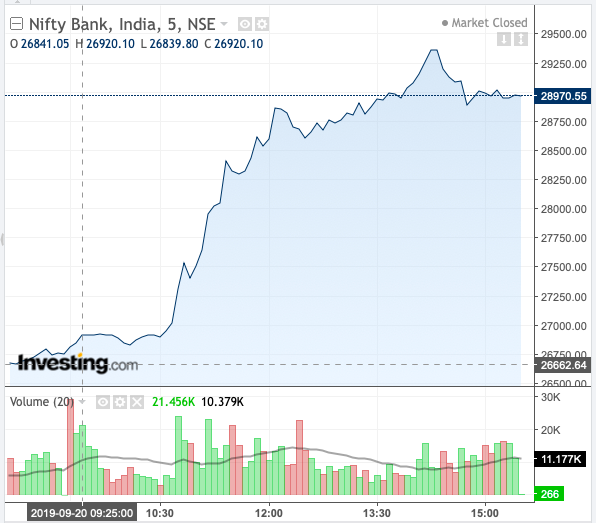 Nifty Bank, India, 5, NSE
Market Closed
O 26841.05 H 26920.10 L 26839.80 C 26920.10
29500.00
29250.00
28970.55
28750.00
28500.00
28250.00
28000.00
27750.00
27500.00
27250.00
27000.00
26750.00
26662.64
26500.00
Investing.com
Volume (20) 21.456K 10.379K
30K
20K
11.177K
266
2019-09-20 09:25:00 10:30 12:00 13:30 15:00